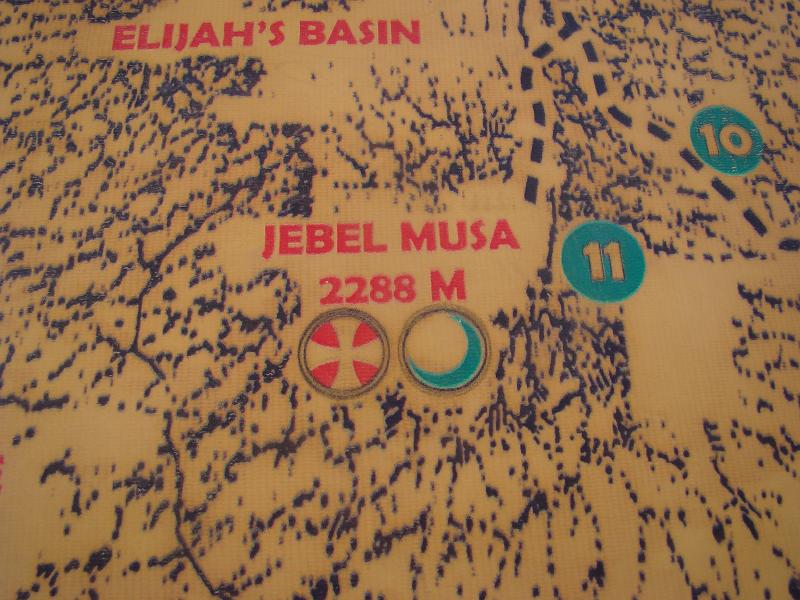 ELIJAH'S BASIN
10
JEBEL MUSA
11
2288 M